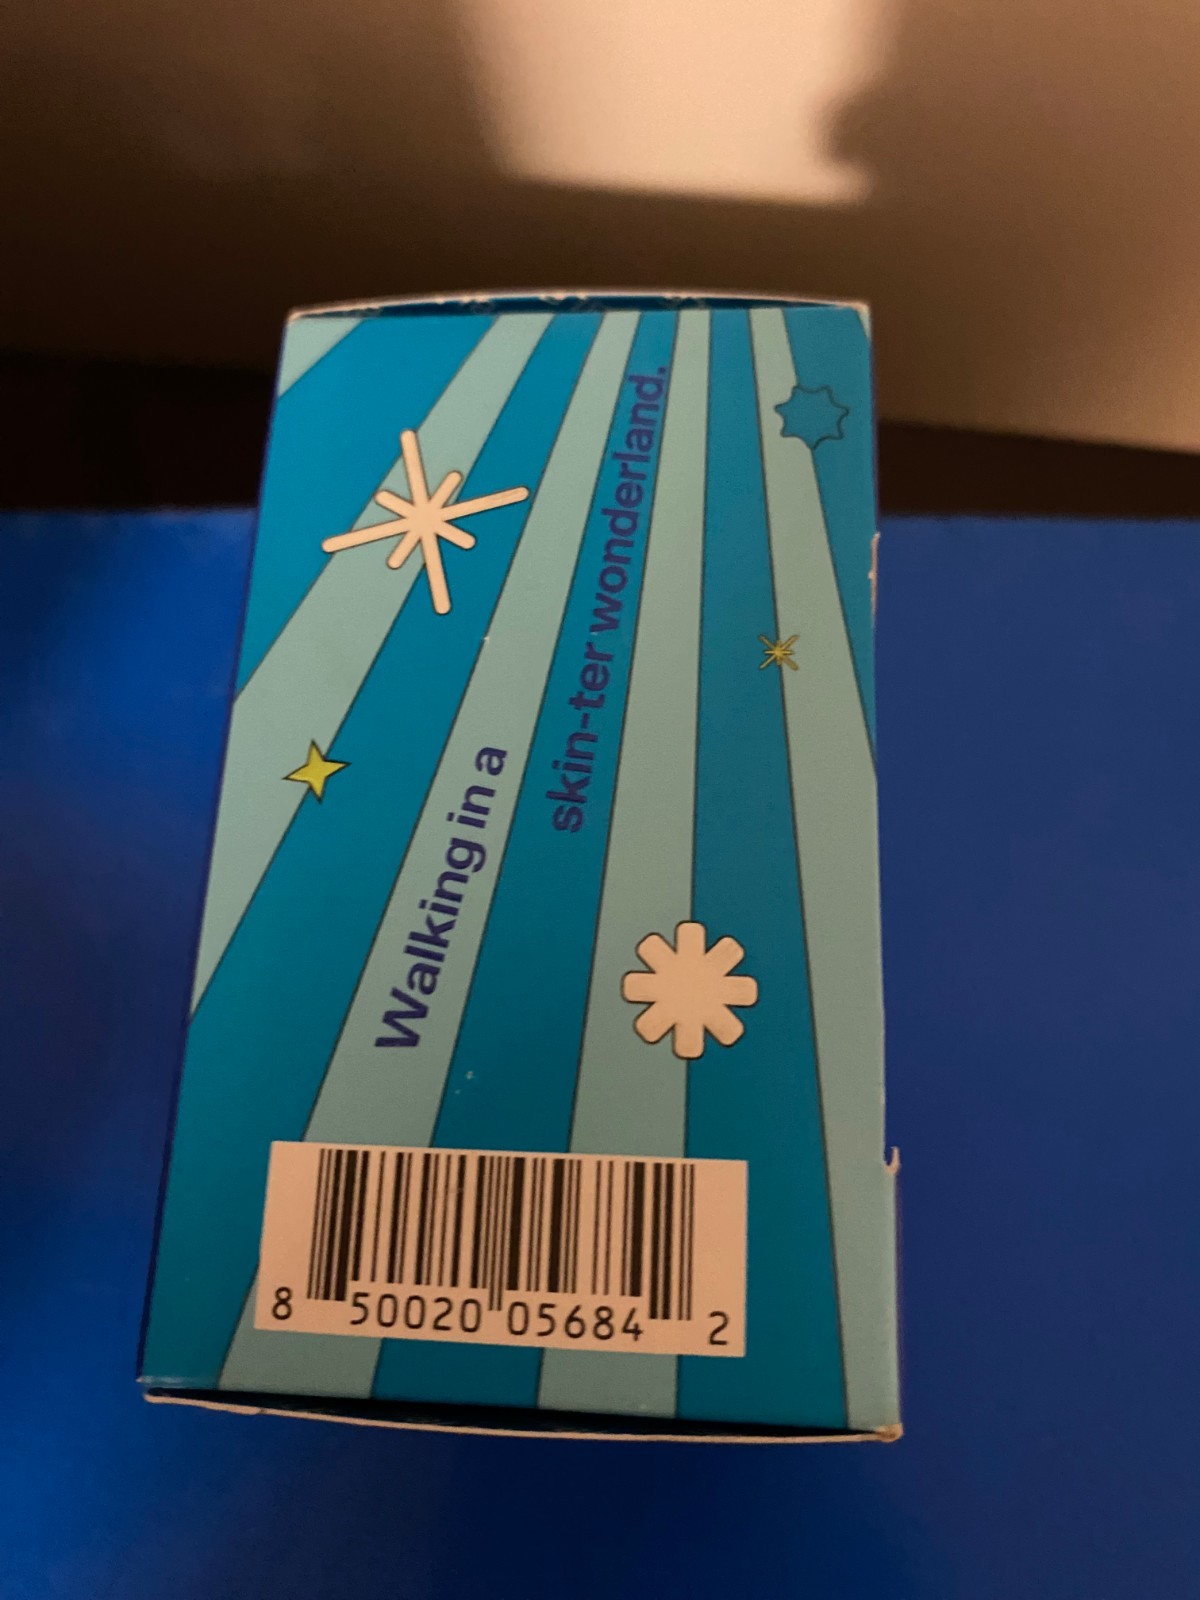 Walking in a
skin-ter wonderland.
8 50020 05684 2